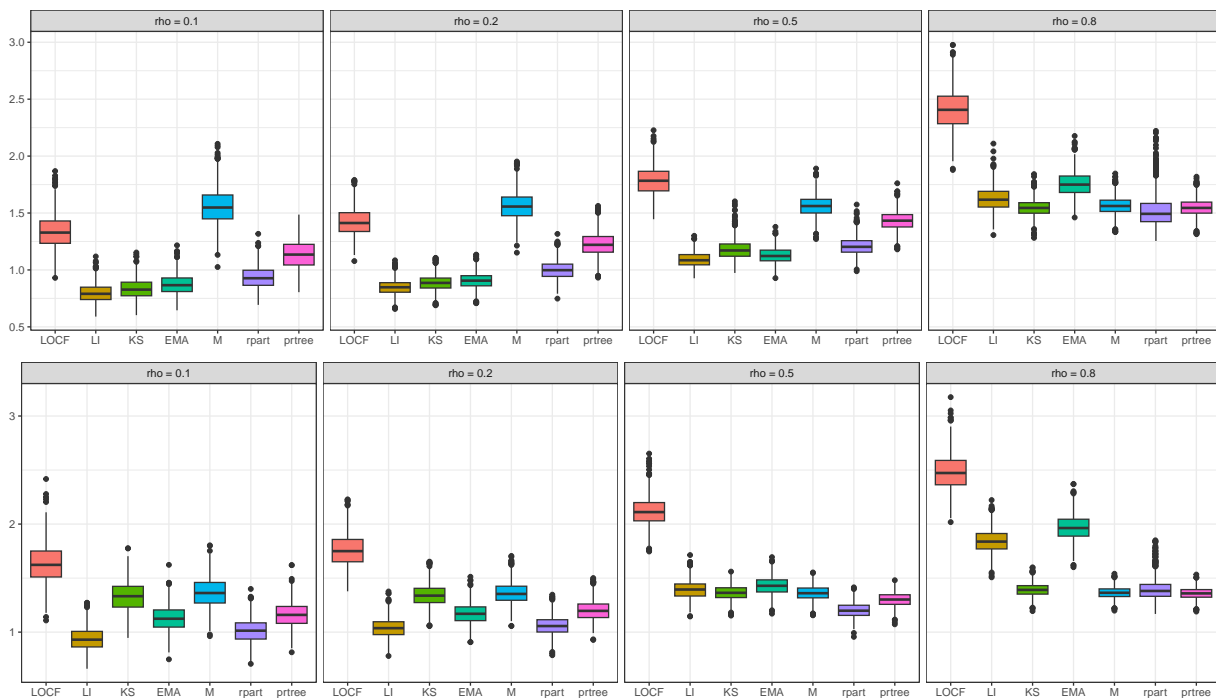 rho = 0.1 rho = 0.2 rho = 0.5 rho = 0.8
3.0
2.5
2.0
1.5
1.0
0.5
LOCF LI KS EMA M rpart prtree LOCF LI KS EMA M rpart prtree LOCF LI KS EMA M rpart prtree LOCF LI KS EMA M rpart prtree
rho = 0.1 rho = 0.2 rho = 0.5 rho = 0.8
3
2
1
LOCF LI KS EMA M rpart prtree LOCF LI KS EMA M rpart prtree LOCF LI KS EMA M rpart prtree LOCF LI KS EMA M rpart prtree